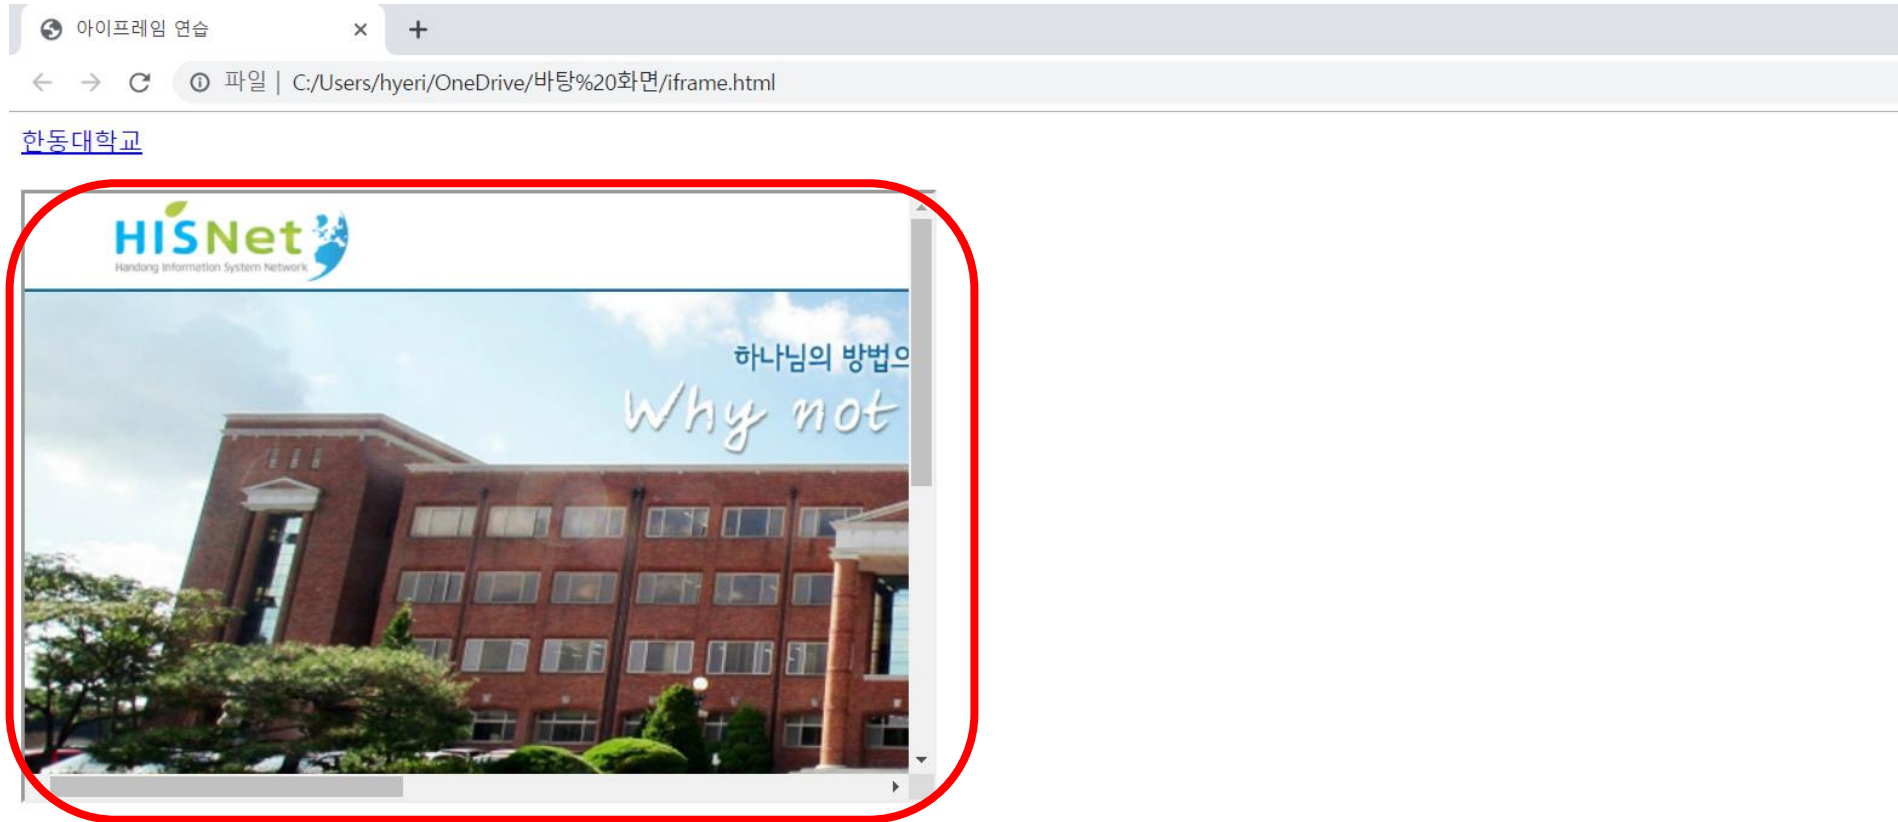 아이프레임 연습
파일 | C:/Users/hyeri/OneDrive/바탕%20화면/iframe.html
한동대학교
HISNet
Handong Information System Network
하나님의 방법으
Why not